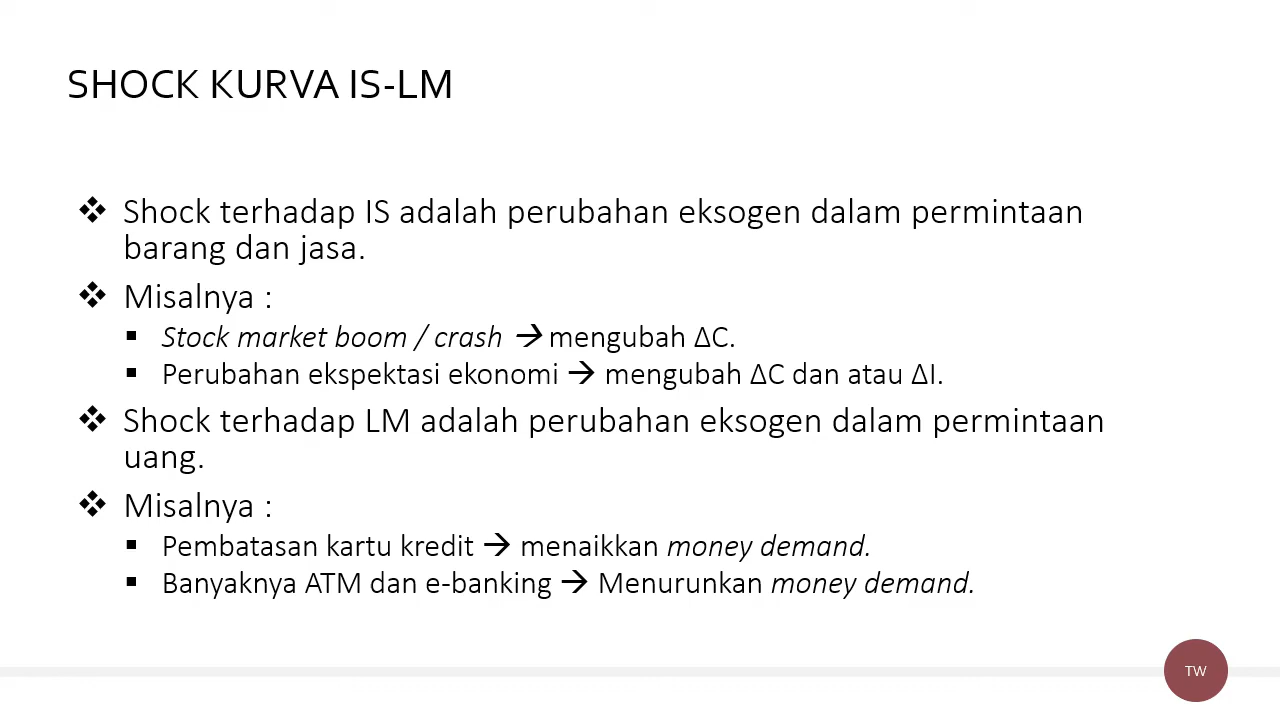 SHOCK KURVA IS-LM
❖ Shock terhadap IS adalah perubahan eksogen dalam permintaan
barang dan jasa.
❖ Misalnya :
▪ Stock market boom / crash → mengubah ΔC.
▪ Perubahan ekspektasi ekonomi → mengubah ΔC dan atau ΔI.
❖ Shock terhadap LM adalah perubahan eksogen dalam permintaan
uang.
❖ Misalnya :
▪ Pembatasan kartu kredit → menaikkan money demand.
▪ Banyaknya ATM dan e-banking → Menurunkan money demand.
TW